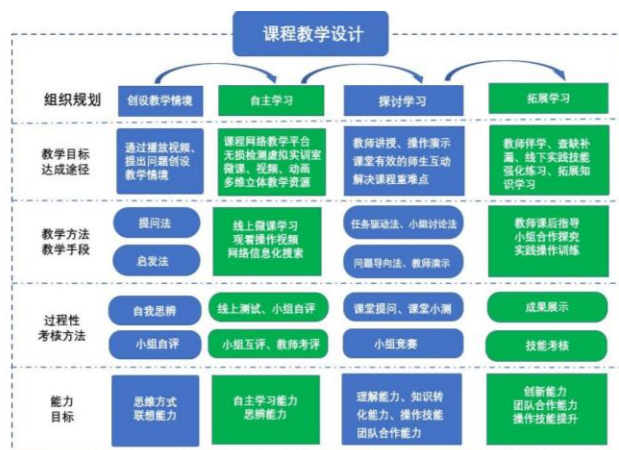 课程教学设计
组织规划
创设教学情境
自主学习
探讨学习
拓展学习
教学目标
达成途径
通过播放视频、
提出问题创设
教学情境
课程网络教学平台
无损检测虚拟实训室
微课、视频、动画
多维立体教学资源
教师讲授、操作演示
课堂有效的师生互动
解决课程重难点
教师伴学、查缺补
漏、线下实践技能
强化练习、拓展知
识学习
教学方法
教学手段
提问法
启发法
线上微课学习
观看操作视频
网络信息化搜索
任务驱动法、小组讨论法
问题导向法、教师演示
教师课后指导
小组合作探究
实践操作训练
过程性
考核方法
自我思辨
小组自评
线上测试、小组自评
小组互评、教师考评
课堂提问、课堂小测
小组竞赛
成果展示
技能考核
能力
目标
思维方式
联想能力
自主学习能力
思辨能力
理解能力、知识转
化能力、操作技能
团队合作能力
创新能力
团队合作能力
操作技能提升